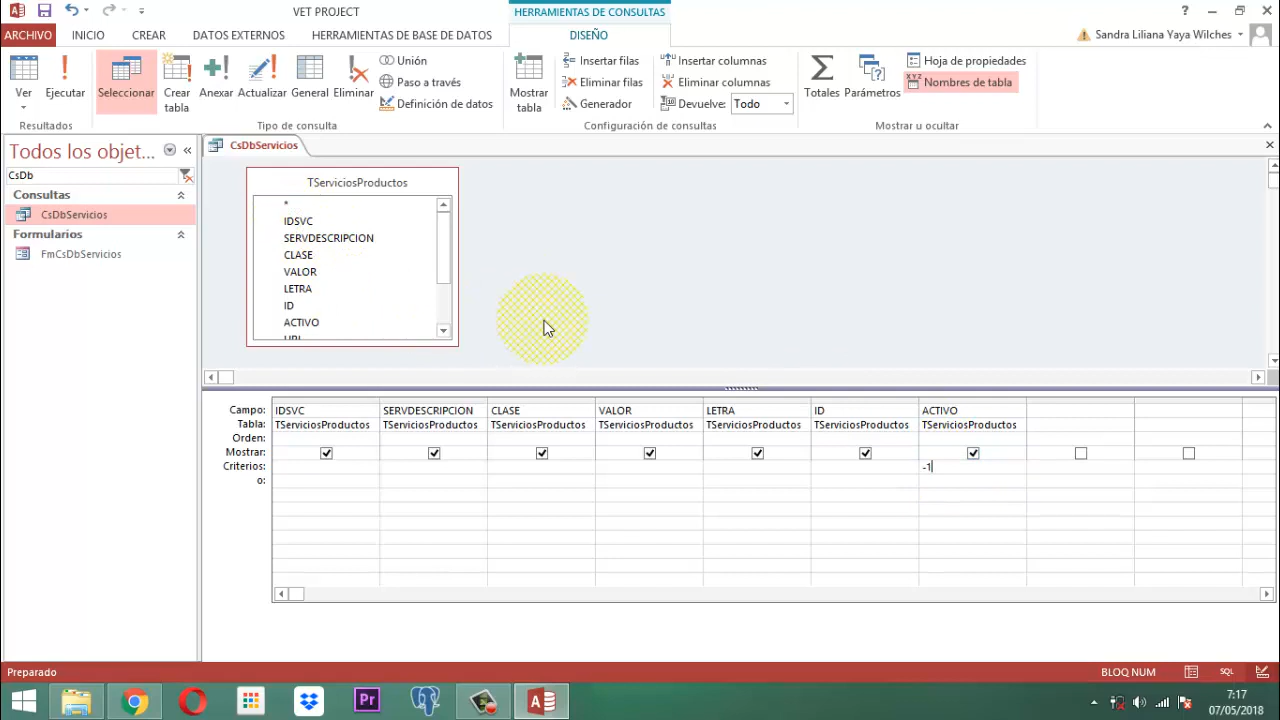 VET PROJECT
HERRAMIENTAS DE CONSULTAS
?
ARCHIVO INICIO CREAR DATOS EXTERNOS HERRAMIENTAS DE BASE DE DATOS DISEÑO
Sandra Liliana Yaya Wilches
Ver
Ejecutar
Resultados
Seleccionar
Crear tabla
Anexar
Actualizar
General
Eliminar
Unión
Paso a través
Definición de datos
Tipo de consulta
Mostrar tabla
Insertar filas
Eliminar filas
Generador
Insertar columnas
Eliminar columnas
Devuelve: Todo
Configuración de consultas
Totales
Parámetros
Hoja de propiedades
Nombres de tabla
Mostrar u ocultar
Todos los objet...
CsDb
Consultas
CsDbServicios
Formularios
FmCsDbServicios
CsDbServicios
TServiciosProductos
*
IDSVC
SERVDESCRIPCION
CLASE
VALOR
LETRA
ID
ACTIVO
Campo: IDSVC SERVDESCRIPCION CLASE VALOR LETRA ID ACTIVO
Tabla: TServiciosProductos TServiciosProductos TServiciosProductos TServiciosProductos TServiciosProductos TServiciosProductos TServiciosProductos
Orden:
Mostrar:
Criterios: -1
o:
Preparado
BLOQ NUM
SQL
Pr
7:17
07/05/2018